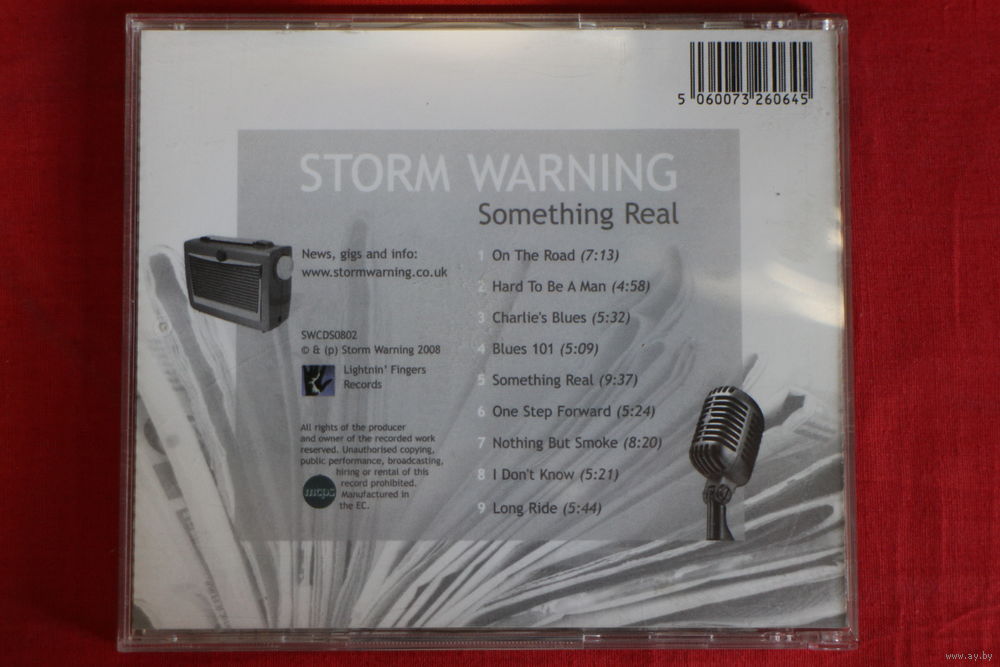 5 060073 260645
STORM WARNING
Something Real
News, gigs and info:
www.stormwarning.co.uk
SWCDS0802
© & (p) Storm Warning 2008
Lightnin' Fingers
Records
All rights of the producer
and owner of the recorded work
reserved. Unauthorised copying,
public performance, broadcasting,
hiring or rental of this
record prohibited.
Manufactured in
the EC.
mcps
1 On The Road (7:13)
2 Hard To Be A Man (4:58)
3 Charlie's Blues (5:32)
4 Blues 101 (5:09)
5 Something Real (9:37)
6 One Step Forward (5:24)
7 Nothing But Smoke (8:20)
8 I Don't Know (5:21)
9 Long Ride (5:44)
www.ay.by